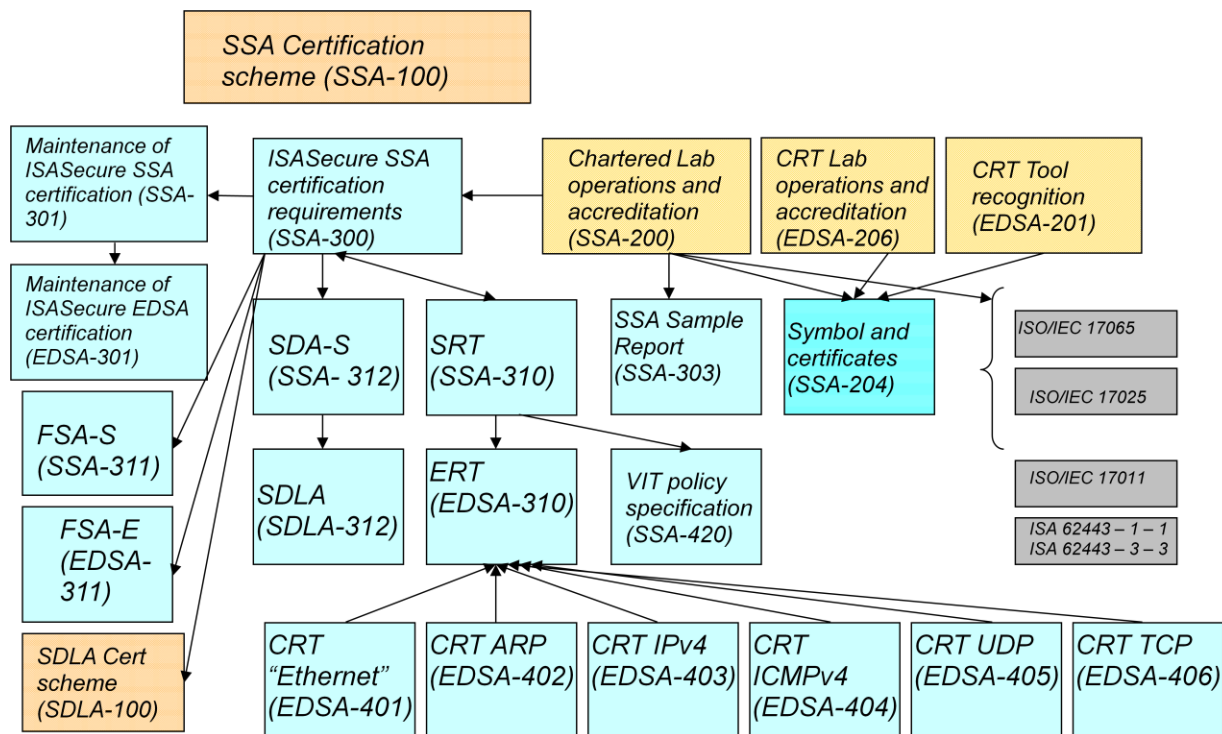 SSA Certification
scheme (SSA-100)
Maintenance of
ISASecure SSA
certification (SSA-
301)
ISASecure SSA
certification
requirements
(SSA-300)
Chartered Lab
operations and
accreditation
(SSA-200)
CRT Lab
operations and
accreditation
(EDSA-206)
CRT Tool
recognition
(EDSA-201)
Maintenance of
ISASecure EDSA
certification
(EDSA-301)
SDA-S
(SSA- 312)
SRT
(SSA-310)
SSA Sample
Report
(SSA-303)
Symbol and
certificates
(SSA-204)
ISO/IEC 17065
ISO/IEC 17025
FSA-S
(SSA-311)
SDLA
(SDLA-312)
ERT
(EDSA-310)
VIT policy
specification
(SSA-420)
ISO/IEC 17011
ISA 62443 – 1 – 1
ISA 62443 – 3 – 3
FSA-E
(EDSA-
311)
SDLA Cert
scheme
(SDLA-100)
CRT
“Ethernet”
(EDSA-401)
CRT ARP
(EDSA-402)
CRT IPv4
(EDSA-403)
CRT
ICMPv4
(EDSA-404)
CRT UDP
(EDSA-405)
CRT TCP
(EDSA-406)